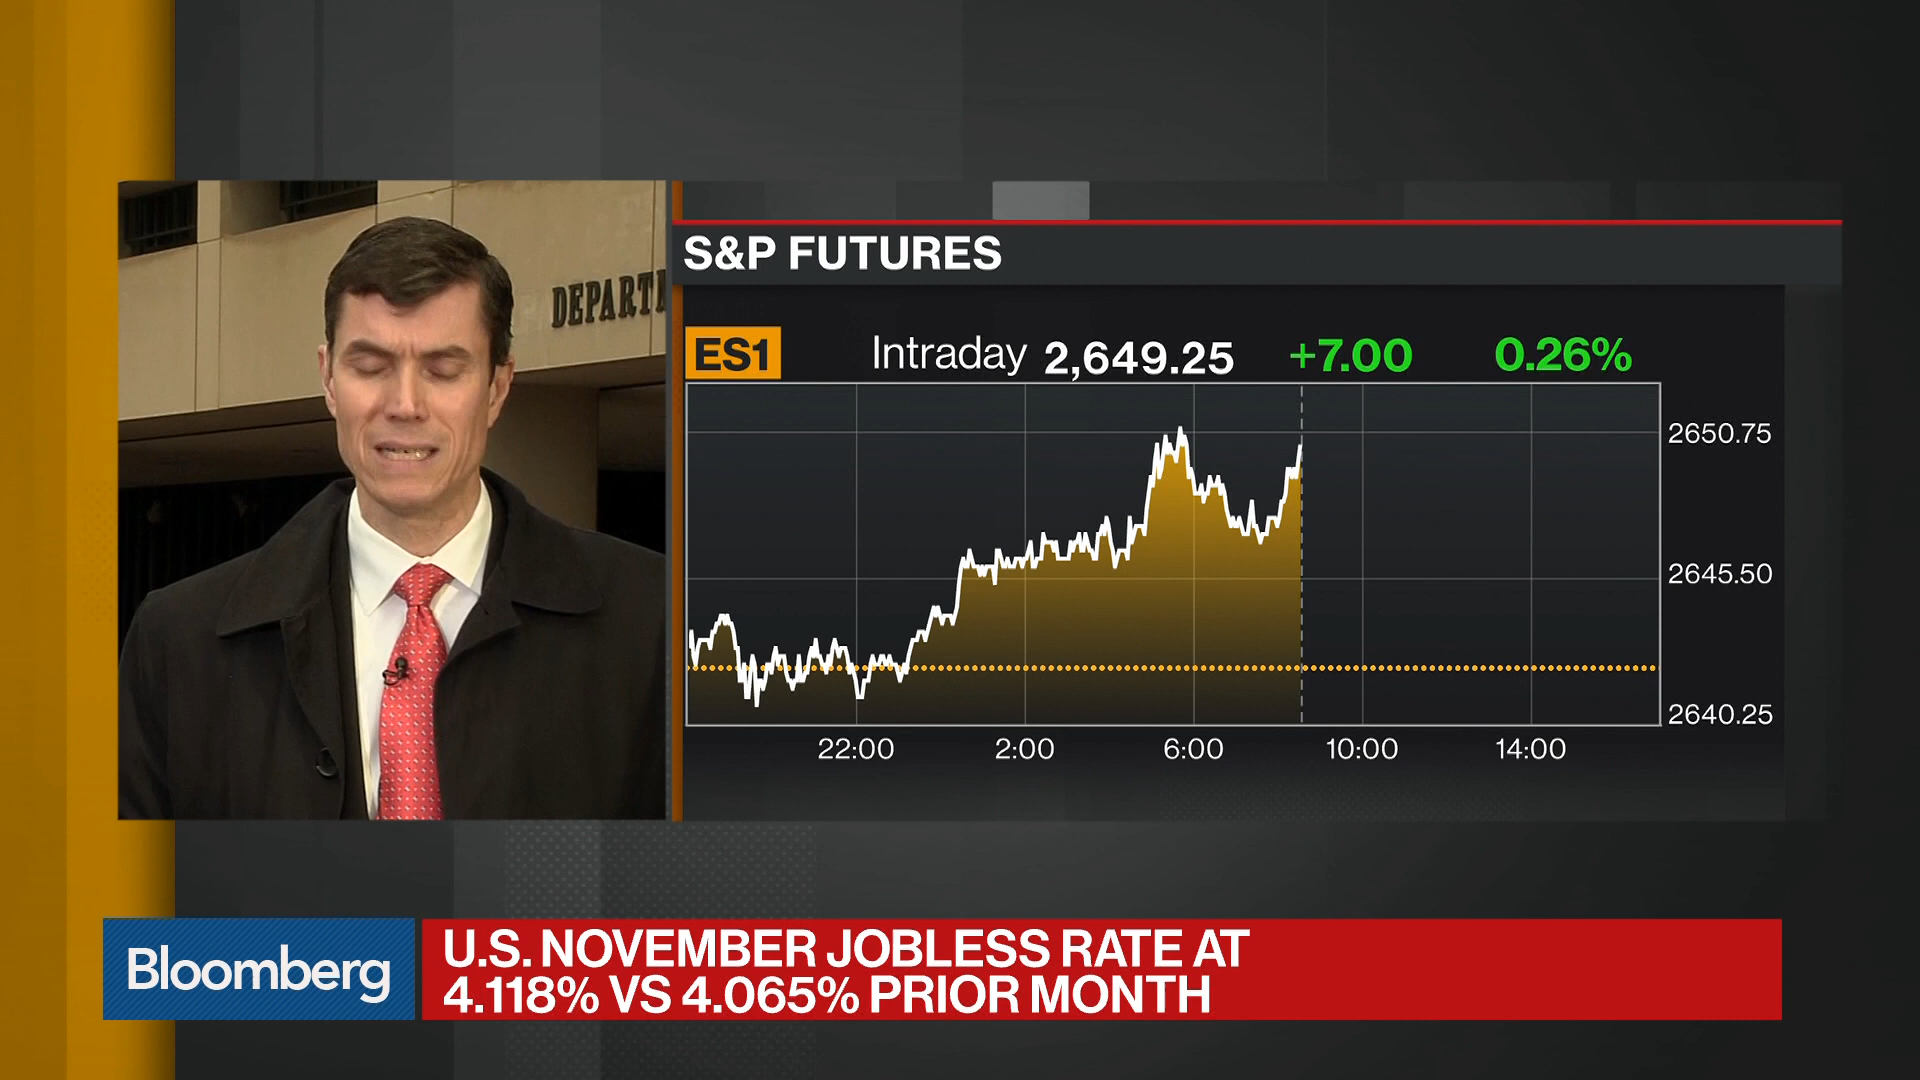 DEPART
S&P FUTURES
ES1 Intraday 2,649.25 +7.00 0.26%
2650.75
2645.50
2640.25
22:00 2:00 6:00 10:00 14:00
Bloomberg
U.S. NOVEMBER JOBLESS RATE AT
4.118% VS 4.065% PRIOR MONTH